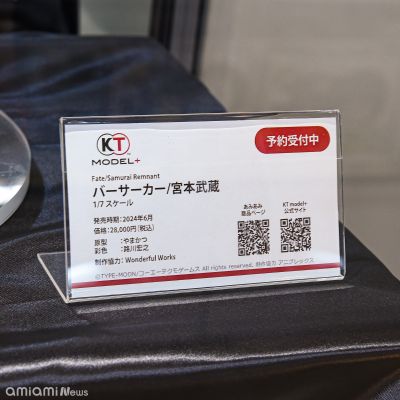 KT
MODEL+
予約受付中
Fate/Samurai Remnant
バーサーカー/宮本武蔵
1/7 スケール
発売時期:2024年6月
価格:28,000円(税込)
原型 :やまかつ
彩色 :路川宏之
制作協力: Wonderful Works
あみあみ
商品ページ
KT model+
公式サイト
©TYPE-MOON/コーエーテクモゲームス All rights reserved. 制作協力 アニプレックス
amiami News